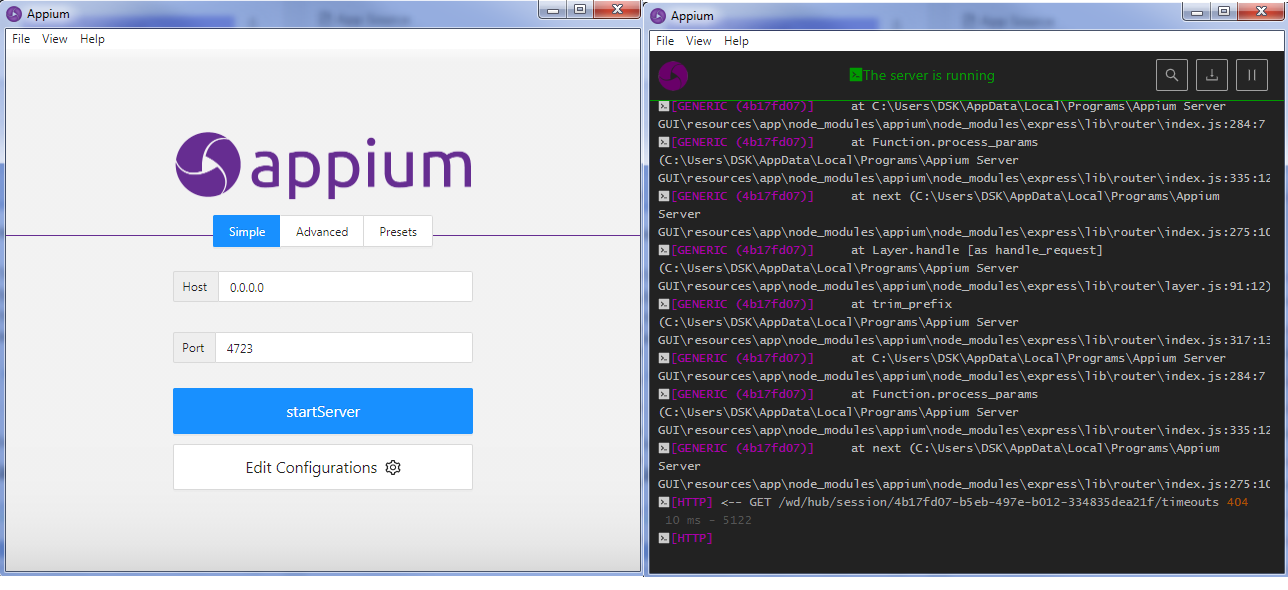 Appium
File View Help
appium
Simple Advanced Presets
Host 0.0.0.0
Port 4723
startServer
Edit Configurations
Appium
File View Help
The server is running
[GENERIC (4b17fd07)] at C:\Users\DSK\AppData\Local\Programs\Appium Server
GUI\resources\app\node_modules\appium\node_modules\express\lib\router\index.js:284:7
[GENERIC (4b17fd07)] at Function.process_params
(C:\Users\DSK\AppData\Local\Programs\Appium Server
GUI\resources\app\node_modules\appium\node_modules\express\lib\router\index.js:335:12
[GENERIC (4b17fd07)] at next (C:\Users\DSK\AppData\Local\Programs\Appium
Server
GUI\resources\app\node_modules\appium\node_modules\express\lib\router\index.js:275:10
[GENERIC (4b17fd07)] at Layer.handle [as handle_request]
(C:\Users\DSK\AppData\Local\Programs\Appium Server
GUI\resources\app\node_modules\appium\node_modules\express\lib\router\layer.js:91:12)
[GENERIC (4b17fd07)] at trim_prefix
(C:\Users\DSK\AppData\Local\Programs\Appium Server
GUI\resources\app\node_modules\appium\node_modules\express\lib\router\index.js:317:13
[GENERIC (4b17fd07)] at C:\Users\DSK\AppData\Local\Programs\Appium Server
GUI\resources\app\node_modules\appium\node_modules\express\lib\router\index.js:284:7
[GENERIC (4b17fd07)] at Function.process_params
(C:\Users\DSK\AppData\Local\Programs\Appium Server
GUI\resources\app\node_modules\appium\node_modules\express\lib\router\index.js:335:12
[GENERIC (4b17fd07)] at next (C:\Users\DSK\AppData\Local\Programs\Appium
Server
GUI\resources\app\node_modules\appium\node_modules\express\lib\router\index.js:275:10
[HTTP] <-- GET /wd/hub/session/4b17fd07-b5eb-497e-b012-334835dea21f/timeouts 404
10 ms - 5122
[HTTP]